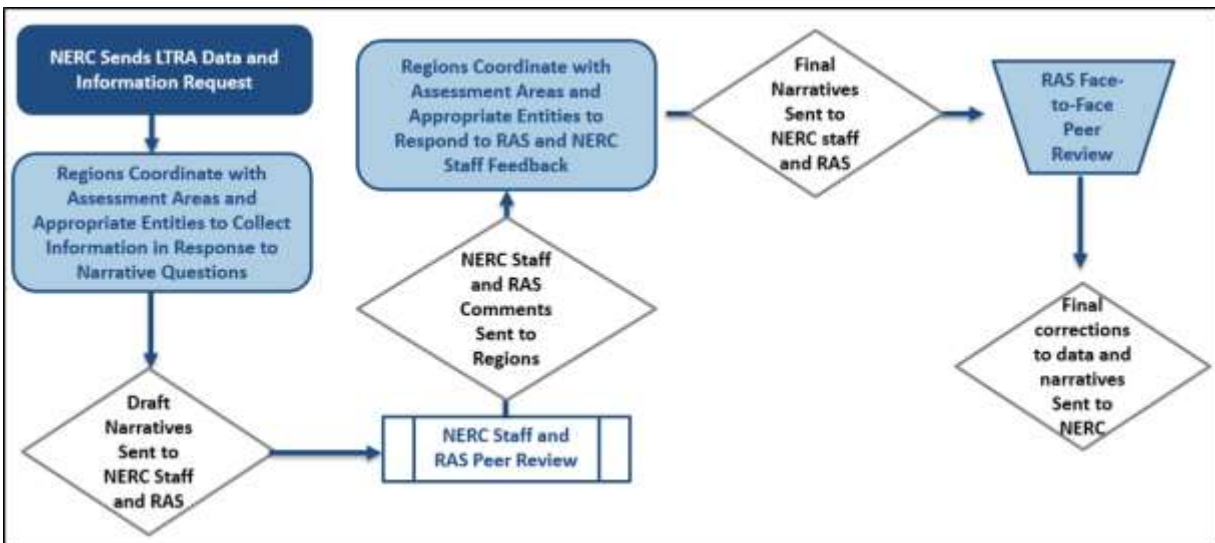 NERC Sends LTRA Data and
Information Request
Regions Coordinate with
Assessment Areas and
Appropriate Entities to Collect
Information in Response to
Narrative Questions
Draft
Narratives
Sent to
NERC Staff
and RAS
NERC Staff and
RAS Peer Review
NERC Staff
and RAS
Comments
Sent to
Regions
Regions Coordinate with
Assessment Areas and
Appropriate Entities to
Respond to RAS and NERC
Staff Feedback
Final
Narratives
Sent to
NERC staff
and RAS
RAS Face-
to-Face
Peer
Review
Final
corrections
to data and
narratives
Sent to
NERC